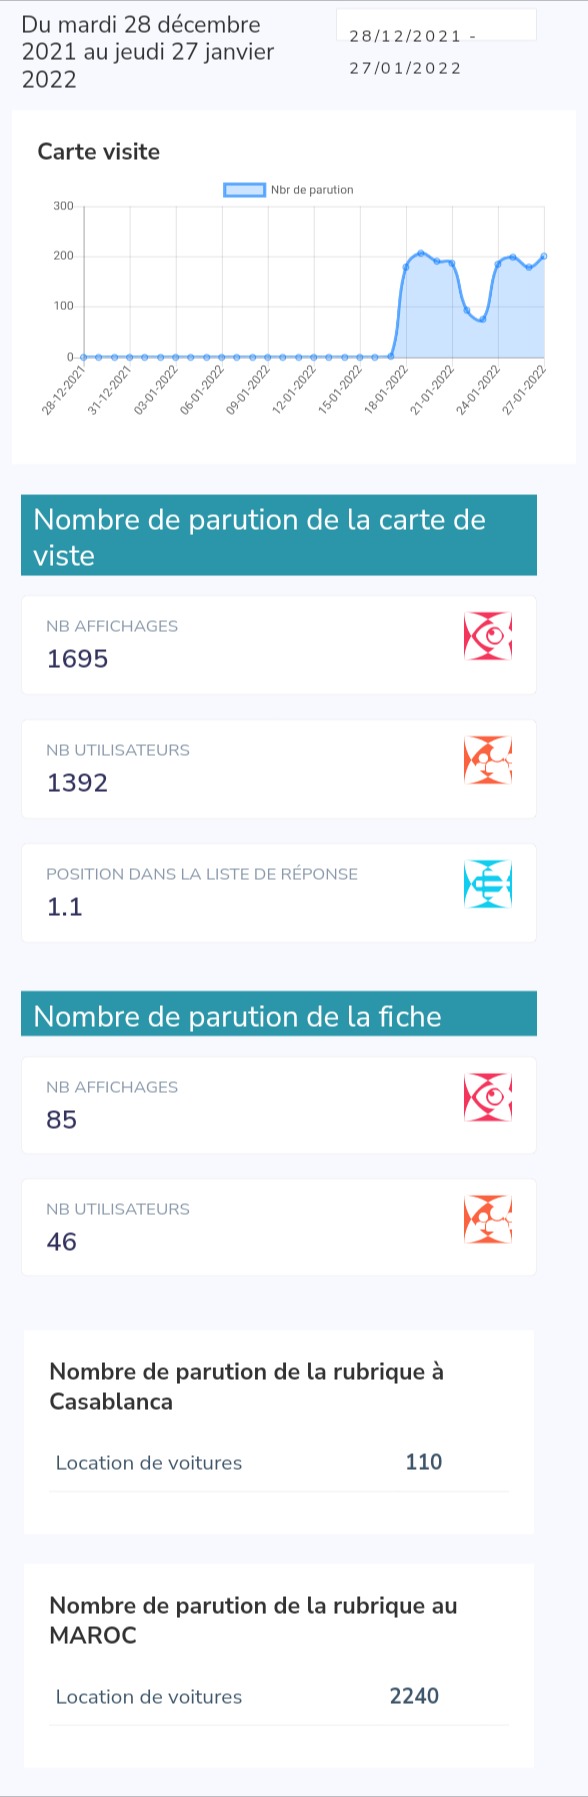 Du mardi 28 décembre
2021 au jeudi 27 janvier
2022
28/12/2021 -
27/01/2022
Carte visite
Nbr de parution
300
200
100
0
28-12-2021
31-12-2021
03-01-2022
06-01-2022
09-01-2022
12-01-2022
15-01-2022
18-01-2022
21-01-2022
24-01-2022
27-01-2022
Nombre de parution de la carte de
viste
NB AFFICHAGES
1695
NB UTILISATEURS
1392
POSITION DANS LA LISTE DE RÉPONSE
1.1
Nombre de parution de la fiche
NB AFFICHAGES
85
NB UTILISATEURS
46
Nombre de parution de la rubrique à
Casablanca
Location de voitures 110
Nombre de parution de la rubrique au
MAROC
Location de voitures 2240